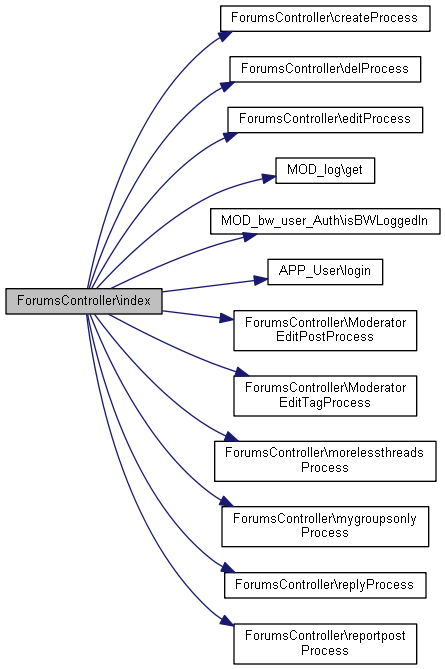 ForumsController\createProcess
ForumsController\delProcess
ForumsController\editProcess
MOD_log\get
MOD_bw_user_Auth\isBWLoggedIn
APP_User\login
ForumsController\index
ForumsController\Moderator
EditPostProcess
ForumsController\Moderator
EditTagProcess
ForumsController\morelessthreads
Process
ForumsController\mygroupsonly
Process
ForumsController\replyProcess
ForumsController\reportpost
Process